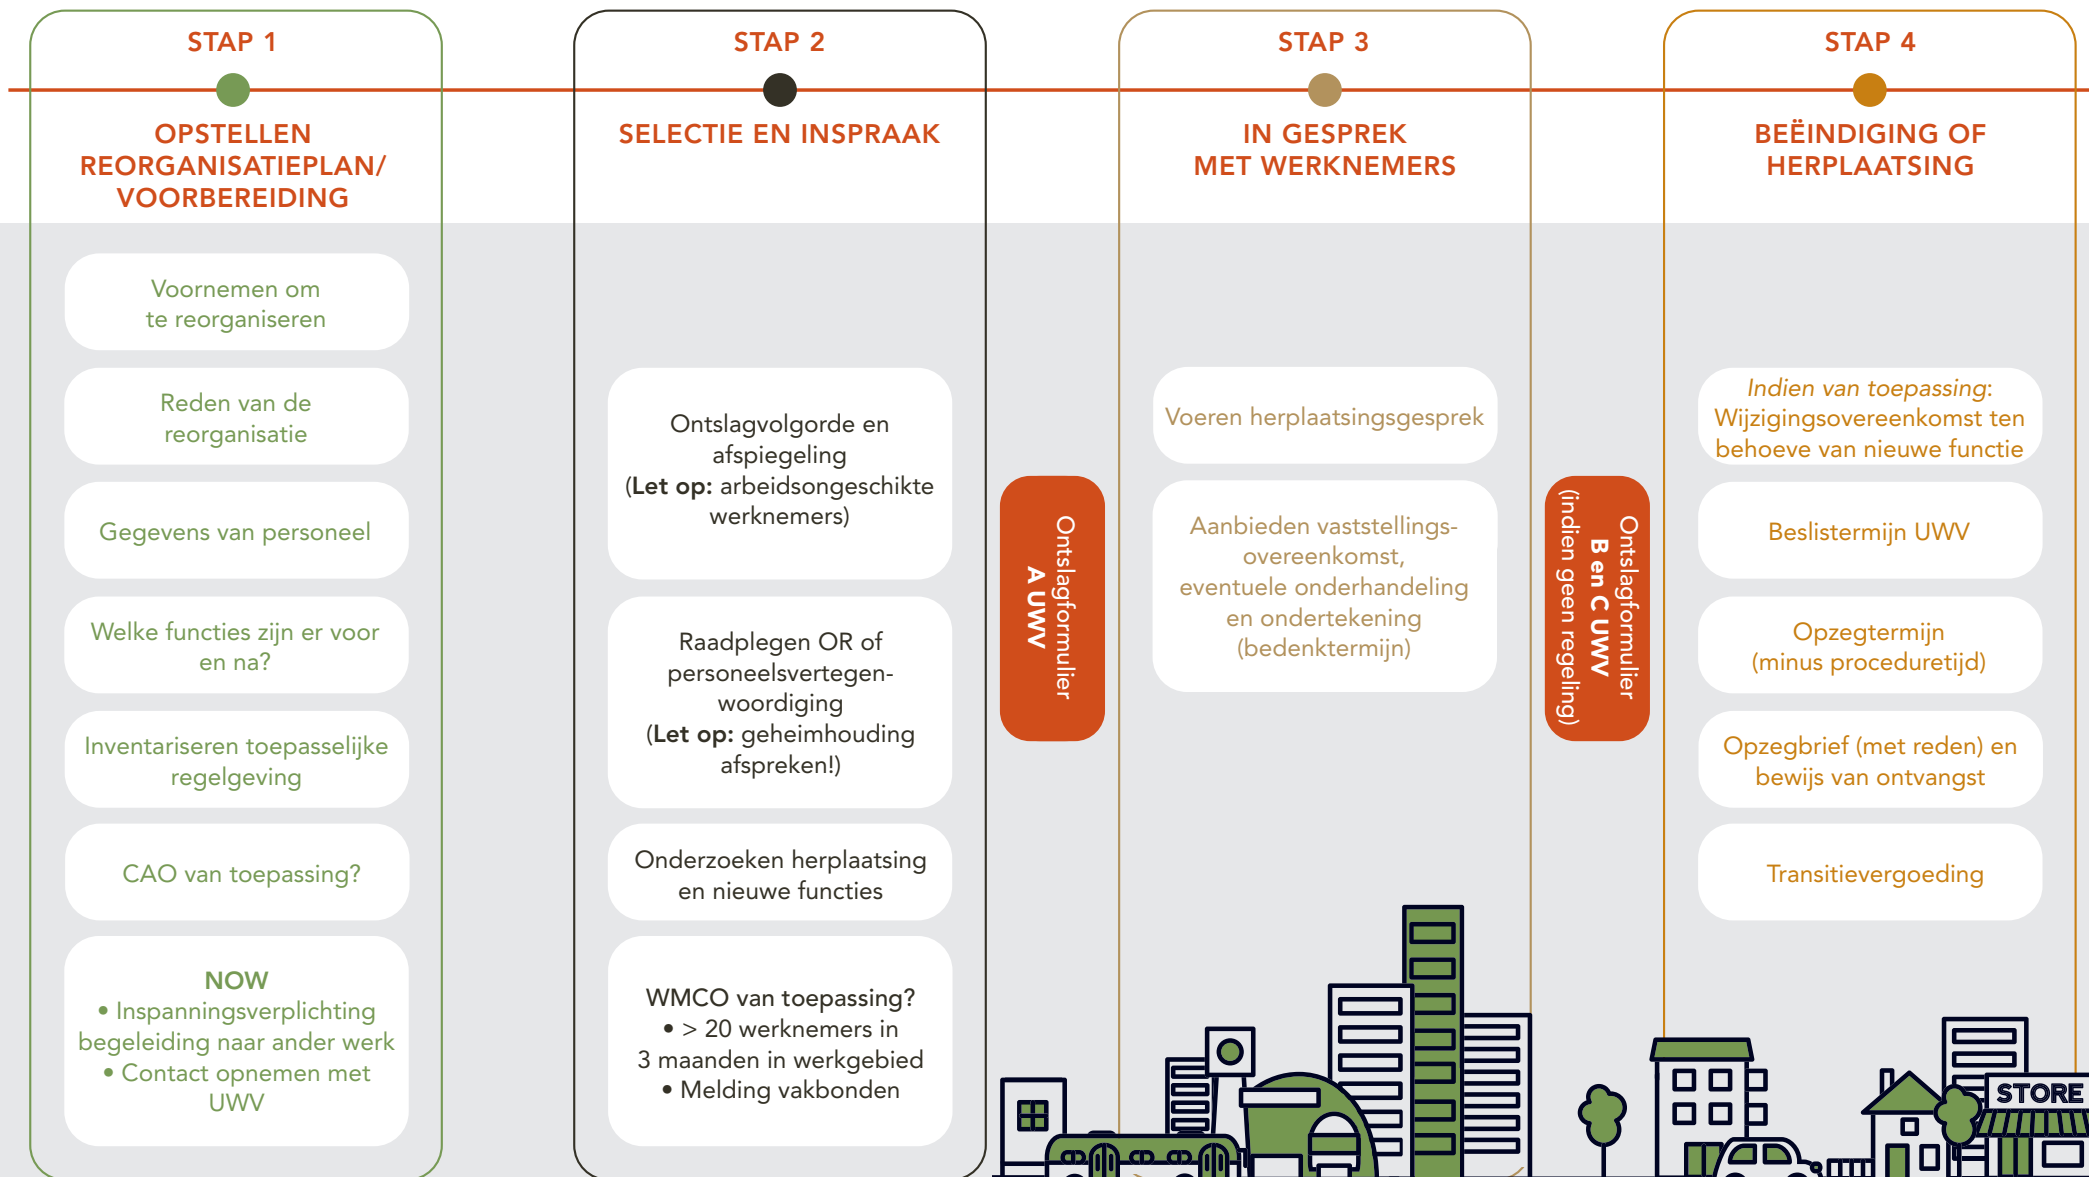 STAP 1
OPSTELLEN
REORGANISATIEPLAN/
VOORBEREIDING
Voornemen om
te reorganiseren
Reden van de
reorganisatie
Gegevens van personeel
Welke functies zijn er voor
en na?
Inventariseren toepasselijke
regelgeving
CAO van toepassing?
NOW
• Inspanningsverplichting
begeleiding naar ander werk
• Contact opnemen met
UWV
STAP 2
SELECTIE EN INSPRAAK
Ontslagvolgorde en
afspiegeling
(Let op: arbeidsongeschikte
werknemers)
Raadplegen OR of
personeelsvertegen-
woordiging
(Let op: geheimhouding
afspreken!)
Onderzoeken herplaatsing
en nieuwe functies
WMCO van toepassing?
• > 20 werknemers in
3 maanden in werkgebied
• Melding vakbonden
Ontslagformulier
A UWV
STAP 3
IN GESPREK
MET WERKNEMERS
Voeren herplaatsingsgesprek
Aanbieden vaststellings-
overeenkomst,
eventuele onderhandeling
en ondertekening
(bedenktermijn)
Ontslagformulier
B en C UWV
(indien geen regeling)
STAP 4
BEËINDIGING OF
HERPLAATSING
Indien van toepassing:
Wijzigingsovereenkomst ten
behoeve van nieuwe functie
Beslistermijn UWV
Opzegtermijn
(minus proceduretijd)
Opzegbrief (met reden) en
bewijs van ontvangst
Transitievergoeding
STORE